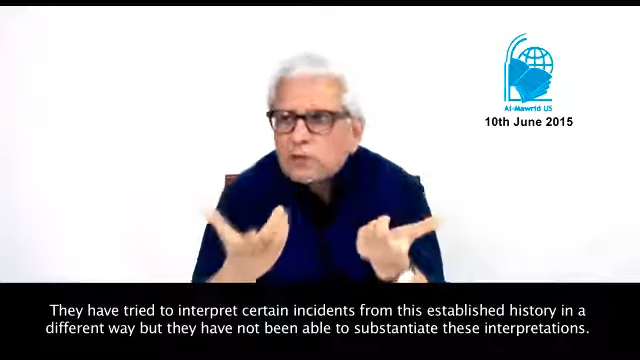 Al-Mawrid US
10th June 2015
They have tried to interpret certain incidents from this established history in a
different way but they have not been able to substantiate these interpretations.